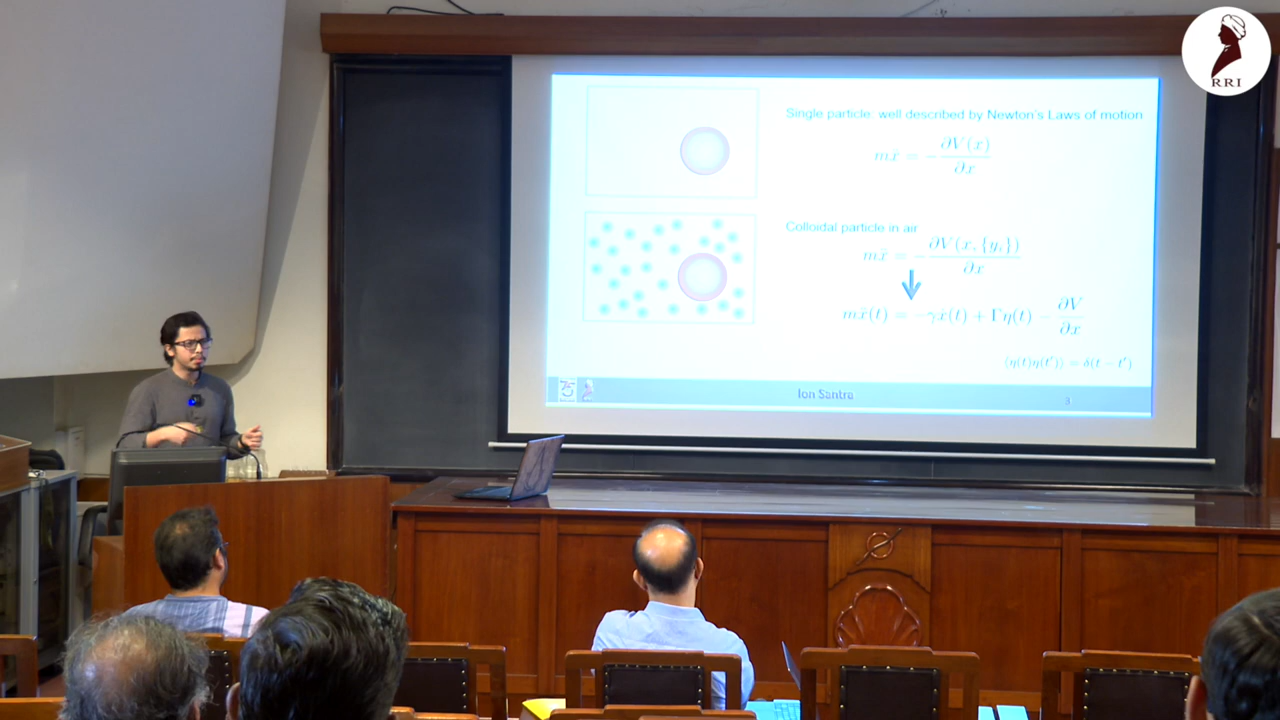 RRI
Single particle: well described by Newton's Laws of motion
mẍ = −∂V(x)/∂x
Colloidal particle in air
mẍ = −∂V(x, {yᵢ})/∂x
mẍ(t) = −γẋ(t) + Γη(t) − ∂V/∂x
⟨η(t)η(t′)⟩ = δ(t − t′)
75
Ion Santra
3